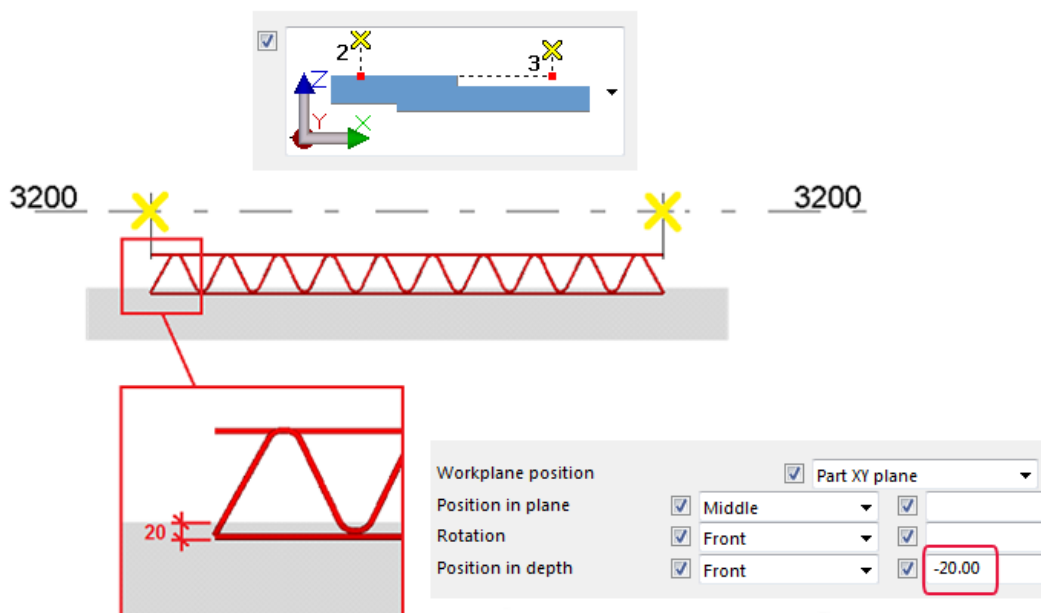 2
3
Z
Y
X
3200 3200
20
Workplane position Part XY plane
Position in plane Middle
Rotation Front
Position in depth Front -20.00